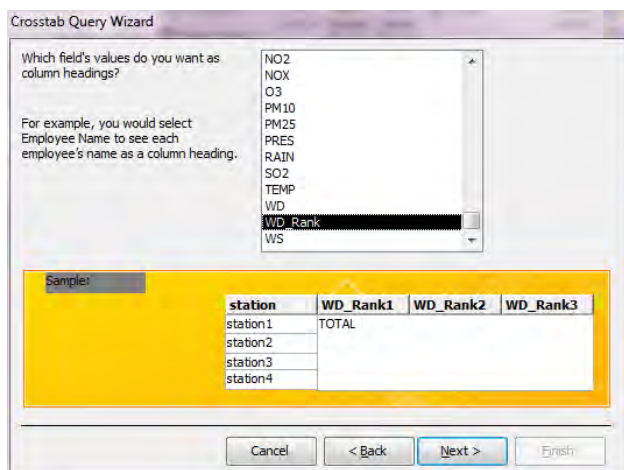 Crosstab Query Wizard
Which field's values do you want as
column headings?
For example, you would select
Employee Name to see each
employee's name as a column heading.
NO2
NOX
O3
PM10
PM25
PRES
RAIN
SO2
TEMP
WD
WD_Rank
WS
Sample:
station WD_Rank1 WD_Rank2 WD_Rank3
station1 TOTAL
station2
station3
station4
Cancel < Back Next > Finish